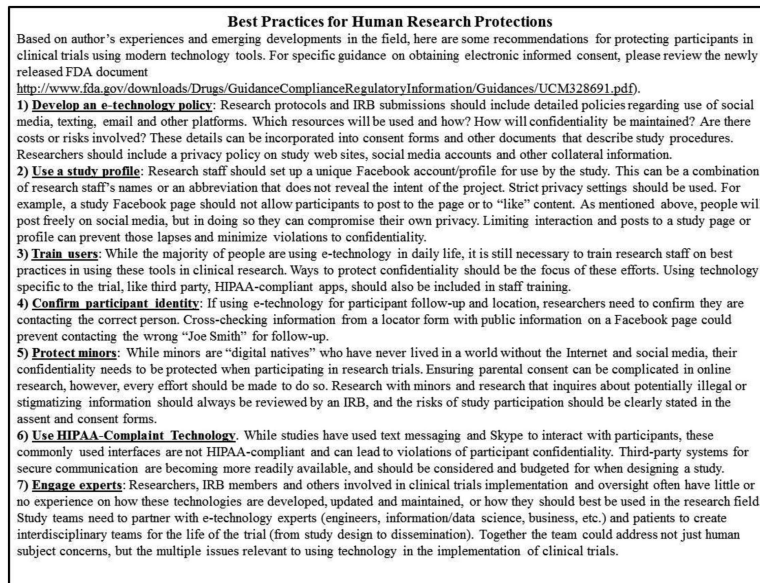 Best Practices for Human Research Protections
Based on author's experiences and emerging developments in the field, here are some recommendations for protecting participants in
clinical trials using modern technology tools. For specific guidance on obtaining electronic informed consent, please review the newly
released FDA document
http://www.fda.gov/downloads/Drugs/GuidanceComplianceRegulatoryInformation/Guidances/UCM328691.pdf).
1) Develop an e-technology policy: Research protocols and IRB submissions should include detailed policies regarding use of social
media, texting, email and other platforms. Which resources will be used and how? How will confidentiality be maintained? Are there
costs or risks involved? These details can be incorporated into consent forms and other documents that describe study procedures.
Researchers should include a privacy policy on study web sites, social media accounts and other collateral information.
2) Use a study profile: Research staff should set up a unique Facebook account/profile for use by the study. This can be a combination
of research staff's names or an abbreviation that does not reveal the intent of the project. Strict privacy settings should be used. For
example, a study Facebook page should not allow participants to post to the page or to "like" content. As mentioned above, people will
post freely on social media, but in doing so they can compromise their own privacy. Limiting interaction and posts to a study page or
profile can prevent those lapses and minimize violations to confidentiality.
3) Train users: While the majority of people are using e-technology in daily life, it is still necessary to train research staff on best
practices in using these tools in clinical research. Ways to protect confidentiality should be the focus of these efforts. Using technology
specific to the trial, like third party, HIPAA-compliant apps, should also be included in staff training.
4) Confirm participant identity: If using e-technology for participant follow-up and location, researchers need to confirm they are
contacting the correct person. Cross-checking information from a locator form with public information on a Facebook page could
prevent contacting the wrong "Joe Smith" for follow-up.
5) Protect minors: While minors are "digital natives" who have never lived in a world without the Internet and social media, their
confidentiality needs to be protected when participating in research trials. Ensuring parental consent can be complicated in online
research, however, every effort should be made to do so. Research with minors and research that inquires about potentially illegal or
stigmatizing information should always be reviewed by an IRB, and the risks of study participation should be clearly stated in the
assent and consent forms.
6) Use HIPAA-Complaint Technology. While studies have used text messaging and Skype to interact with participants, these
commonly used interfaces are not HIPAA-compliant and can lead to violations of participant confidentiality. Third-party systems for
secure communication are becoming more readily available, and should be considered and budgeted for when designing a study.
7) Engage experts: Researchers, IRB members and others involved in clinical trials implementation and oversight often have little or
no experience on how these technologies are developed, updated and maintained, or how they should best be used in the research field
Study teams need to partner with e-technology experts (engineers, information/data science, business, etc.) and patients to create
interdisciplinary teams for the life of the trial (from study design to dissemination). Together the team could address not just human
subject concerns, but the multiple issues relevant to using technology in the implementation of clinical trials.